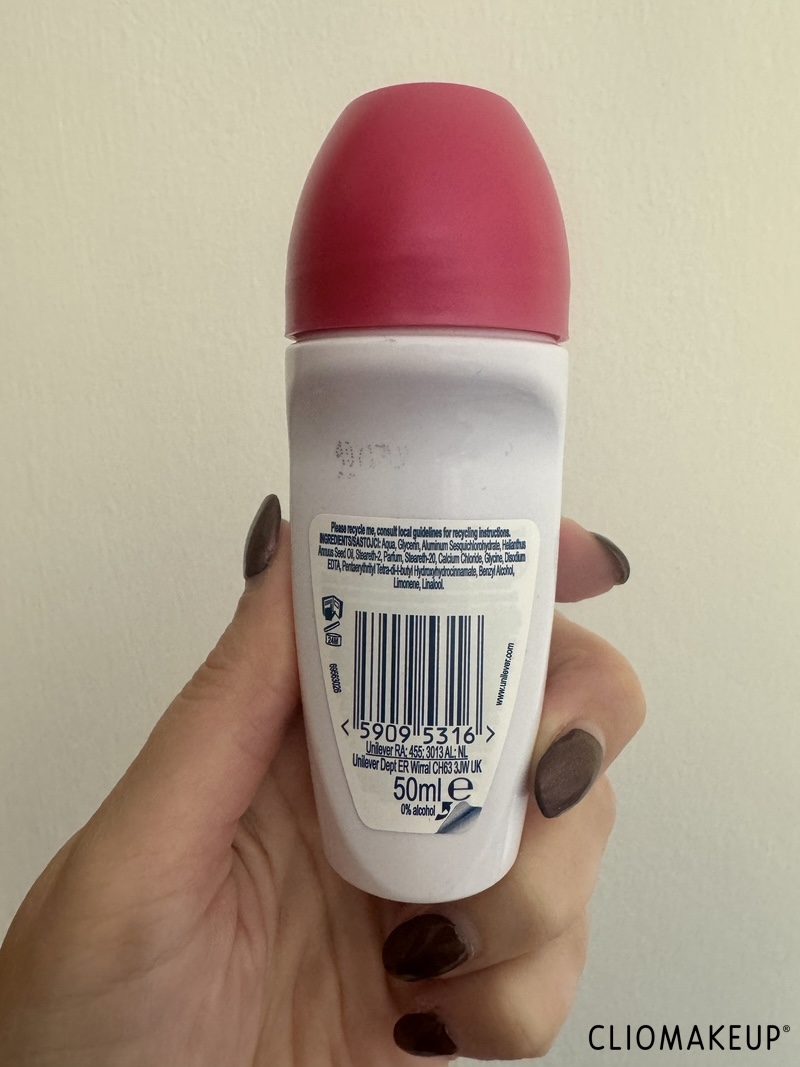 Please recycle me, consult local guidelines for recycling instructions.
INGREDIENTS/SASTOJCI: Aqua, Glycerin, Aluminum Sesquichlorohydrate, Helianthus
Annuus Seed Oil, Steareth-2, Parfum, Steareth-20, Calcium Chloride, Glycine, Disodium
EDTA, Pentaerythrityl Tetra-di-t-butyl Hydroxyhydrocinnamate, Benzyl Alcohol,
Limonene, Linalool.
24M
www.unilever.com
< 5909 5316 >
Unilever RA: 455; 3013 AL: NL
Unilever Dept ER Wirral CH63 3JW UK
50ml e
0% alcohol
CLIOMAKEUP®